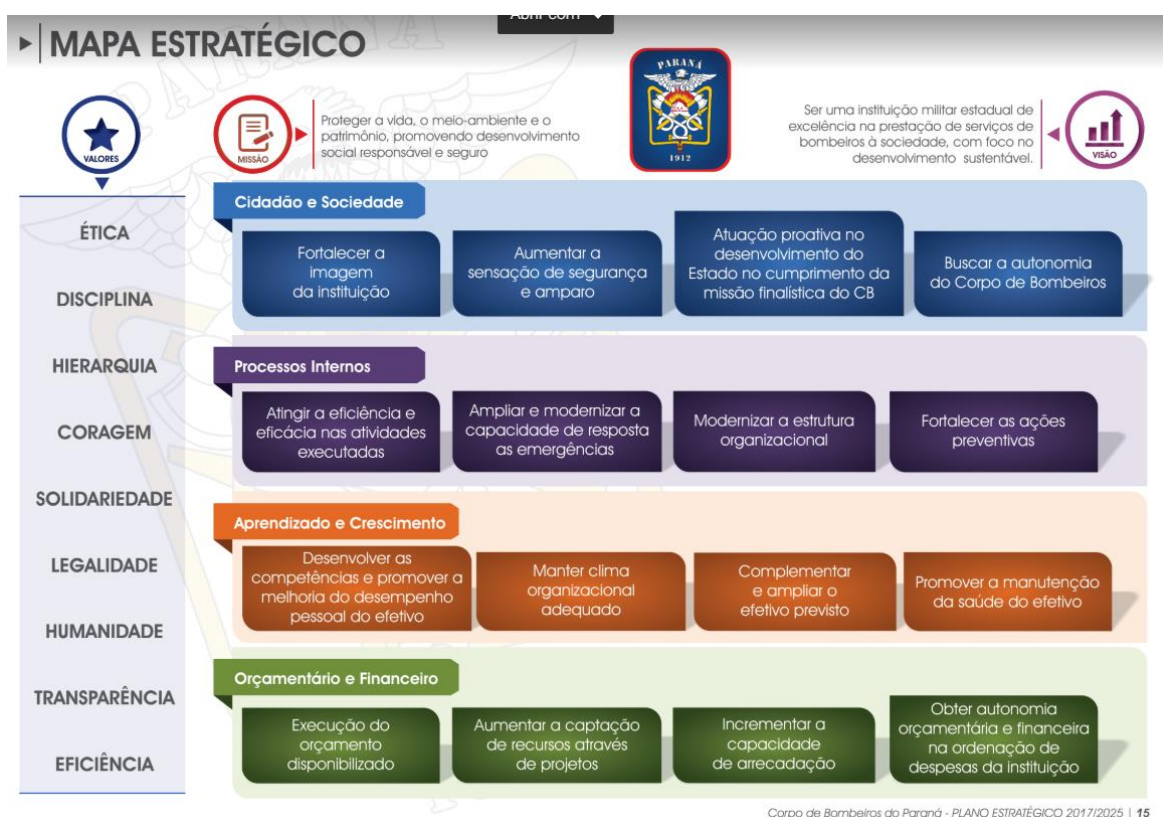 Abrir com
MAPA ESTRATÉGICO
VALORES
MISSÃO
Proteger a vida, o meio-ambiente e o
patrimônio, promovendo desenvolvimento
social responsável e seguro
PARANÁ
1912
Ser uma instituição militar estadual de
excelência na prestação de serviços de
bombeiros à sociedade, com foco no
desenvolvimento sustentável.
VISÃO
ÉTICA
DISCIPLINA
HIERARQUIA
CORAGEM
SOLIDARIEDADE
LEGALIDADE
HUMANIDADE
TRANSPARÊNCIA
EFICIÊNCIA
Cidadão e Sociedade
Fortalecer a
imagem
da instituição
Aumentar a
sensação de segurança
e amparo
Atuação proativa no
desenvolvimento do
Estado no cumprimento da
missão finalística do CB
Buscar a autonomia
do Corpo de Bombeiros
Processos Internos
Atingir a eficiência e
eficácia nas atividades
executadas
Ampliar e modernizar a
capacidade de resposta
as emergências
Modernizar a estrutura
organizacional
Fortalecer as ações
preventivas
Aprendizado e Crescimento
Desenvolver as
competências e promover a
melhoria do desempenho
pessoal do efetivo
Manter clima
organizacional
adequado
Complementar
e ampliar o
efetivo previsto
Promover a manutenção
da saúde do efetivo
Orçamentário e Financeiro
Execução do
orçamento
disponibilizado
Aumentar a captação
de recursos através
de projetos
Incrementar a
capacidade
de arrecadação
Obter autonomia
orçamentária e financeira
na ordenação de
despesas da instituição
Corpo de Bombeiros do Paraná - PLANO ESTRATÉGICO 2017/2025 | 15